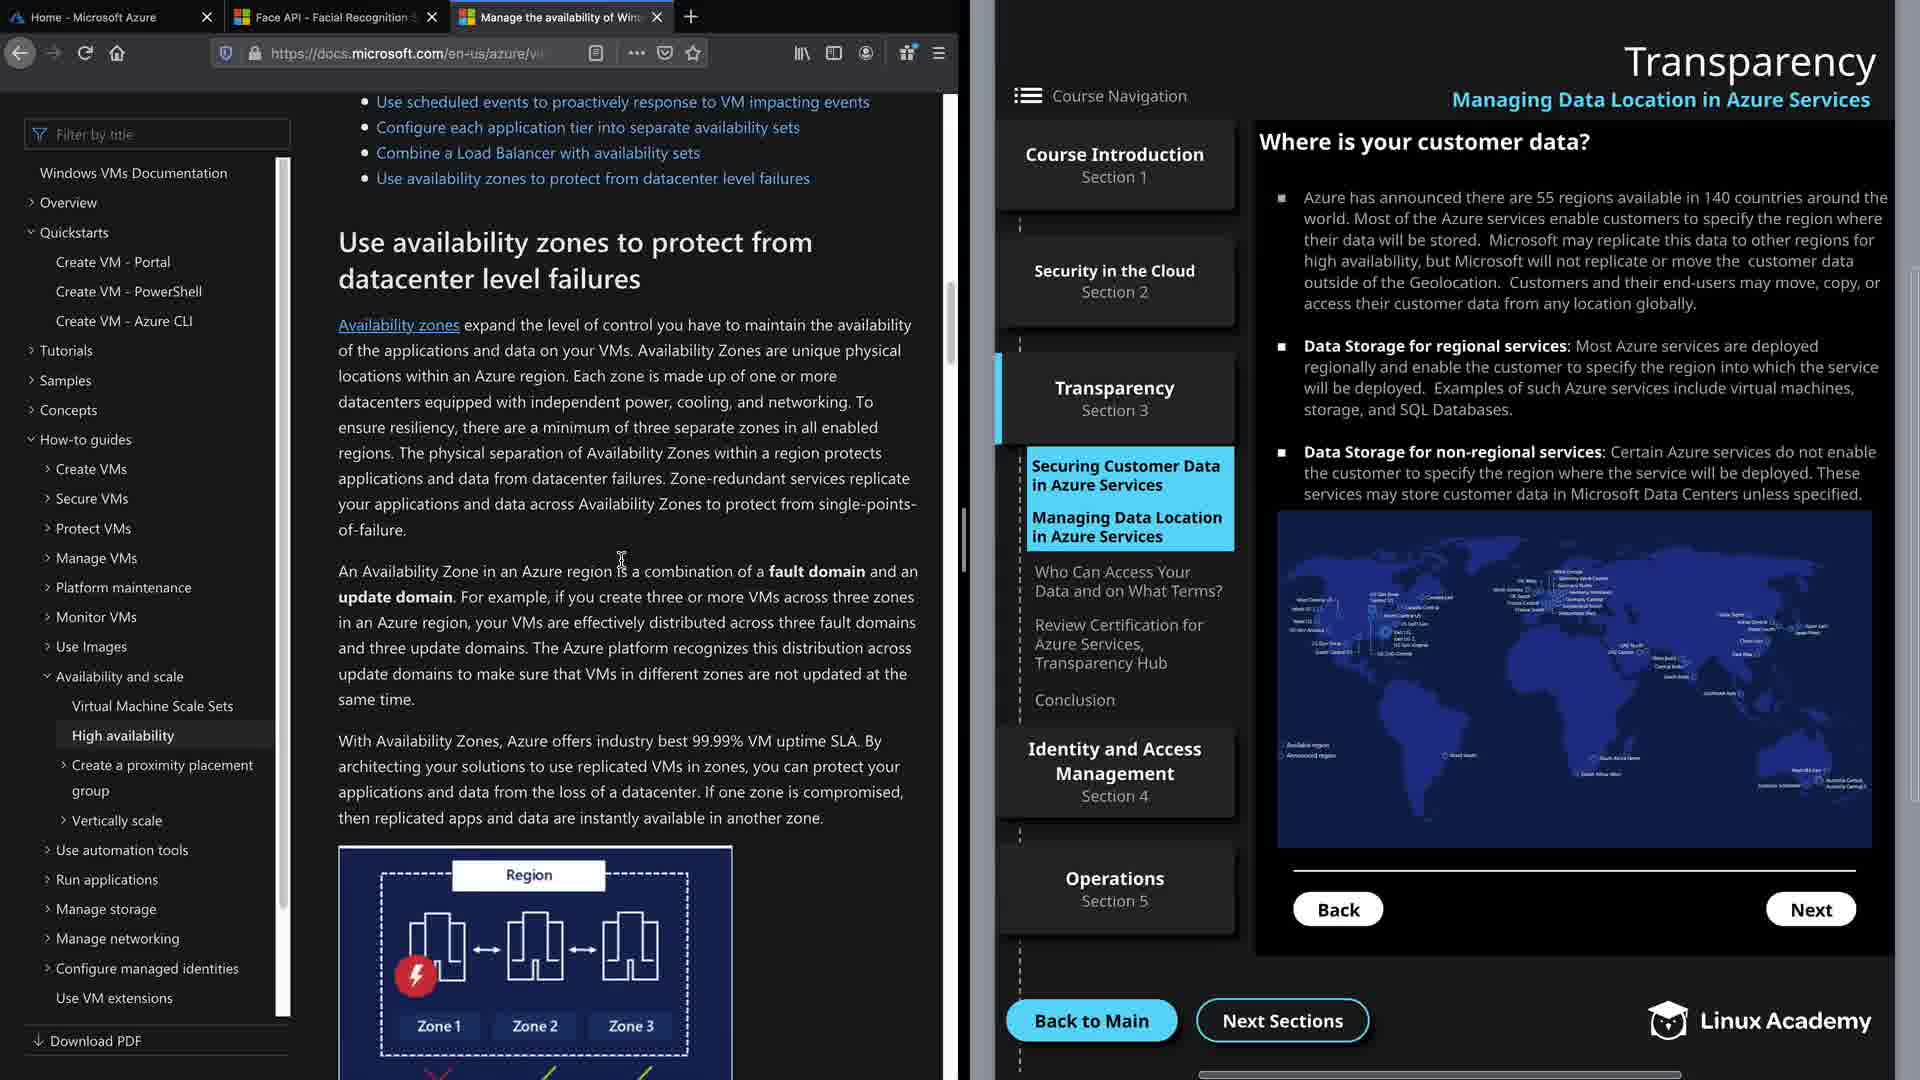 Home - Microsoft Azure
Face API - Facial Recognition S
Manage the availability of Wind
https://docs.microsoft.com/en-us/azure/vi
Filter by title
Windows VMs Documentation
Overview
Quickstarts
Create VM - Portal
Create VM - PowerShell
Create VM - Azure CLI
Tutorials
Samples
Concepts
How-to guides
Create VMs
Secure VMs
Protect VMs
Manage VMs
Platform maintenance
Monitor VMs
Use Images
Availability and scale
Virtual Machine Scale Sets
High availability
Create a proximity placement
group
Vertically scale
Use automation tools
Run applications
Manage storage
Manage networking
Configure managed identities
Use VM extensions
Download PDF
Use scheduled events to proactively response to VM impacting events
Configure each application tier into separate availability sets
Combine a Load Balancer with availability sets
Use availability zones to protect from datacenter level failures
Use availability zones to protect from
datacenter level failures
Availability zones expand the level of control you have to maintain the availability
of the applications and data on your VMs. Availability Zones are unique physical
locations within an Azure region. Each zone is made up of one or more
datacenters equipped with independent power, cooling, and networking. To
ensure resiliency, there are a minimum of three separate zones in all enabled
regions. The physical separation of Availability Zones within a region protects
applications and data from datacenter failures. Zone-redundant services replicate
your applications and data across Availability Zones to protect from single-points-
of-failure.
An Availability Zone in an Azure region is a combination of a fault domain and an
update domain. For example, if you create three or more VMs across three zones
in an Azure region, your VMs are effectively distributed across three fault domains
and three update domains. The Azure platform recognizes this distribution across
update domains to make sure that VMs in different zones are not updated at the
same time.
With Availability Zones, Azure offers industry best 99.99% VM uptime SLA. By
architecting your solutions to use replicated VMs in zones, you can protect your
applications and data from the loss of a datacenter. If one zone is compromised,
then replicated apps and data are instantly available in another zone.
Region
Zone 1
Zone 2
Zone 3
Transparency
Managing Data Location in Azure Services
Course Navigation
Course Introduction
Section 1
Security in the Cloud
Section 2
Transparency
Section 3
Securing Customer Data
in Azure Services
Managing Data Location
in Azure Services
Who Can Access Your
Data and on What Terms?
Review Certification for
Azure Services,
Transparency Hub
Conclusion
Identity and Access
Management
Section 4
Operations
Section 5
Where is your customer data?
Azure has announced there are 55 regions available in 140 countries around the
world. Most of the Azure services enable customers to specify the region where
their data will be stored. Microsoft may replicate this data to other regions for
high availability, but Microsoft will not replicate or move the customer data
outside of the Geolocation. Customers and their end-users may move, copy, or
access their customer data from any location globally.
Data Storage for regional services: Most Azure services are deployed
regionally and enable the customer to specify the region into which the service
will be deployed. Examples of such Azure services include virtual machines,
storage, and SQL Databases.
Data Storage for non-regional services: Certain Azure services do not enable
the customer to specify the region where the service will be deployed. These
services may store customer data in Microsoft Data Centers unless specified.
Available region
Announced region
Back
Next
Back to Main
Next Sections
Linux Academy